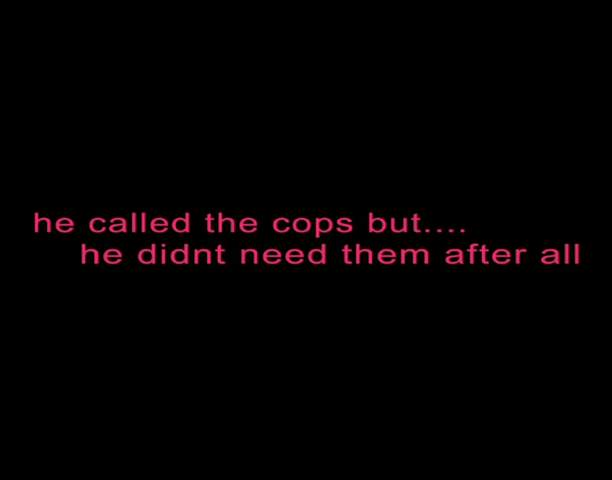 he called the cops but....
he didnt need them after all